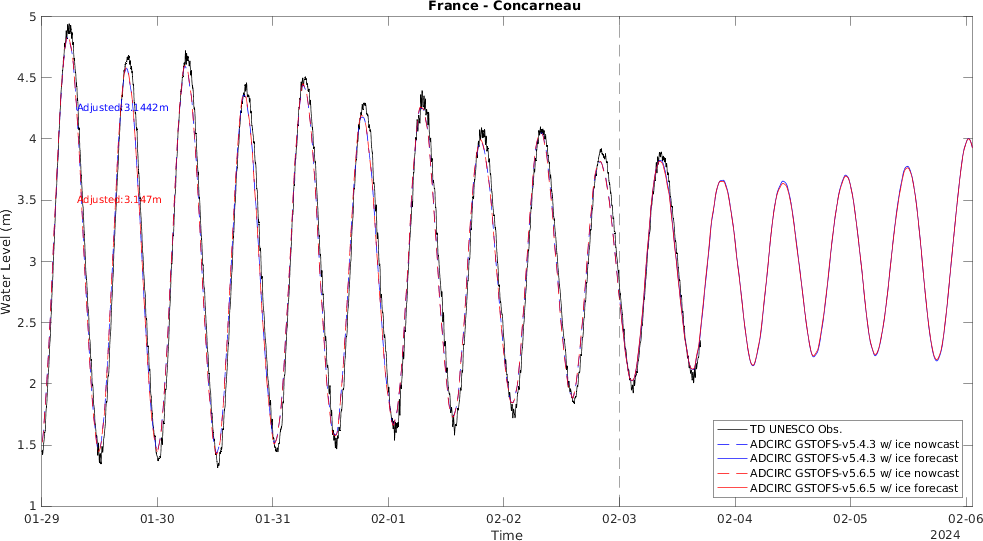 France - Concarneau
5
4.5
4
3.5
3
2.5
2
1.5
1
Water Level (m)
Adjusted:3.1442m
Adjusted:3.147m
TD UNESCO Obs.
ADCIRC GSTOFS-v5.4.3 w/ ice nowcast
ADCIRC GSTOFS-v5.4.3 w/ ice forecast
ADCIRC GSTOFS-v5.6.5 w/ ice nowcast
ADCIRC GSTOFS-v5.6.5 w/ ice forecast
01-29 01-30 01-31 02-01 02-02 02-03 02-04 02-05 02-06
Time
2024